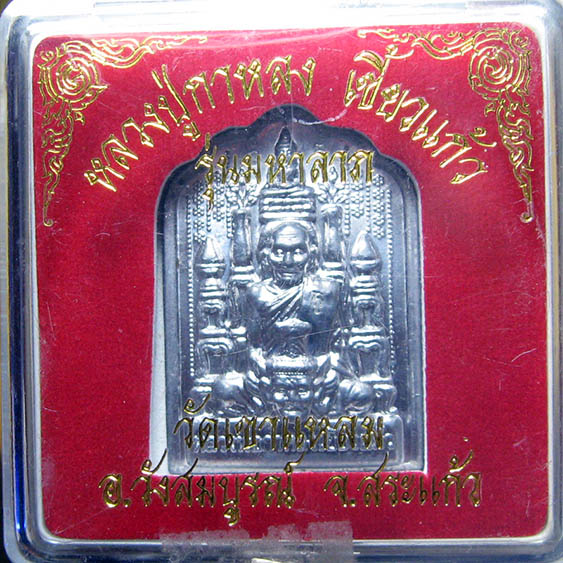 หลวงปู่กาหลง เขี้ยวแก้ว
รุ่นมหาลาภ
วัดเขาแหลม
อ.วังสมบูรณ์ จ.สระแก้ว